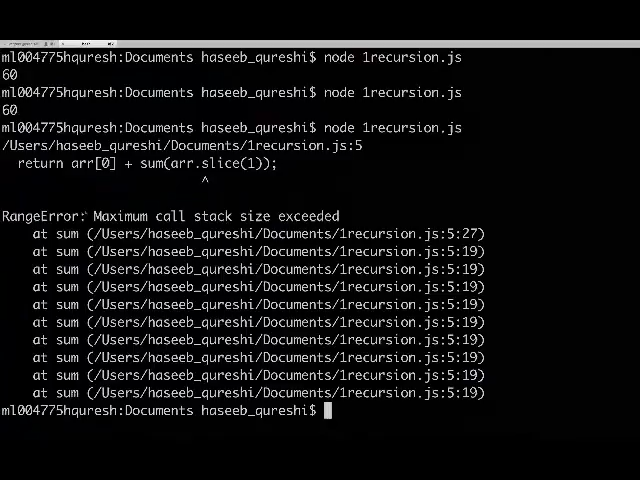 ml004775hquresh:Documents haseeb_qureshi$ node 1recursion.js
60
ml004775hquresh:Documents haseeb_qureshi$ node 1recursion.js
60
ml004775hquresh:Documents haseeb_qureshi$ node 1recursion.js
/Users/haseeb_qureshi/Documents/1recursion.js:5
  return arr[0] + sum(arr.slice(1));
                          ^
RangeError: Maximum call stack size exceeded
    at sum (/Users/haseeb_qureshi/Documents/1recursion.js:5:27)
    at sum (/Users/haseeb_qureshi/Documents/1recursion.js:5:19)
    at sum (/Users/haseeb_qureshi/Documents/1recursion.js:5:19)
    at sum (/Users/haseeb_qureshi/Documents/1recursion.js:5:19)
    at sum (/Users/haseeb_qureshi/Documents/1recursion.js:5:19)
    at sum (/Users/haseeb_qureshi/Documents/1recursion.js:5:19)
    at sum (/Users/haseeb_qureshi/Documents/1recursion.js:5:19)
    at sum (/Users/haseeb_qureshi/Documents/1recursion.js:5:19)
    at sum (/Users/haseeb_qureshi/Documents/1recursion.js:5:19)
    at sum (/Users/haseeb_qureshi/Documents/1recursion.js:5:19)
ml004775hquresh:Documents haseeb_qureshi$